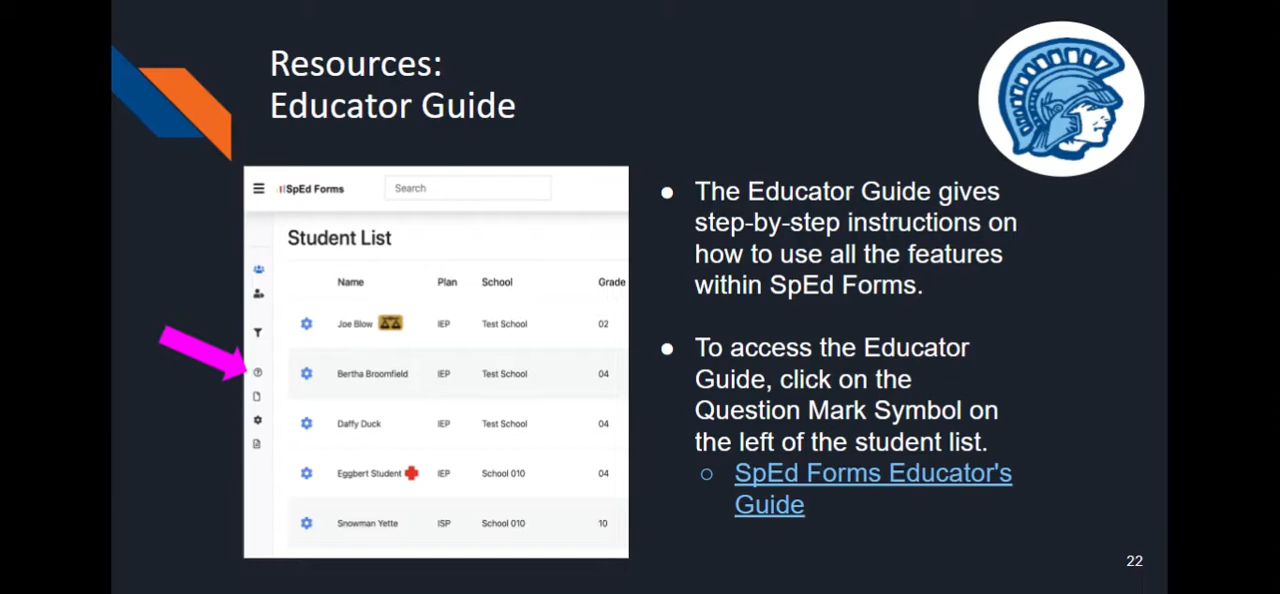 Resources:
Educator Guide
SpEd Forms
Search
Student List
Name Plan School Grade
Joe Blow IEP Test School 02
Bertha Broomfield IEP Test School 04
Daffy Duck IEP Test School 04
Eggbert Student IEP School 010 04
Snowman Yette ISP School 010 10
● The Educator Guide gives
step-by-step instructions on
how to use all the features
within SpEd Forms.
● To access the Educator
Guide, click on the
Question Mark Symbol on
the left of the student list.
○ SpEd Forms Educator's
Guide
22